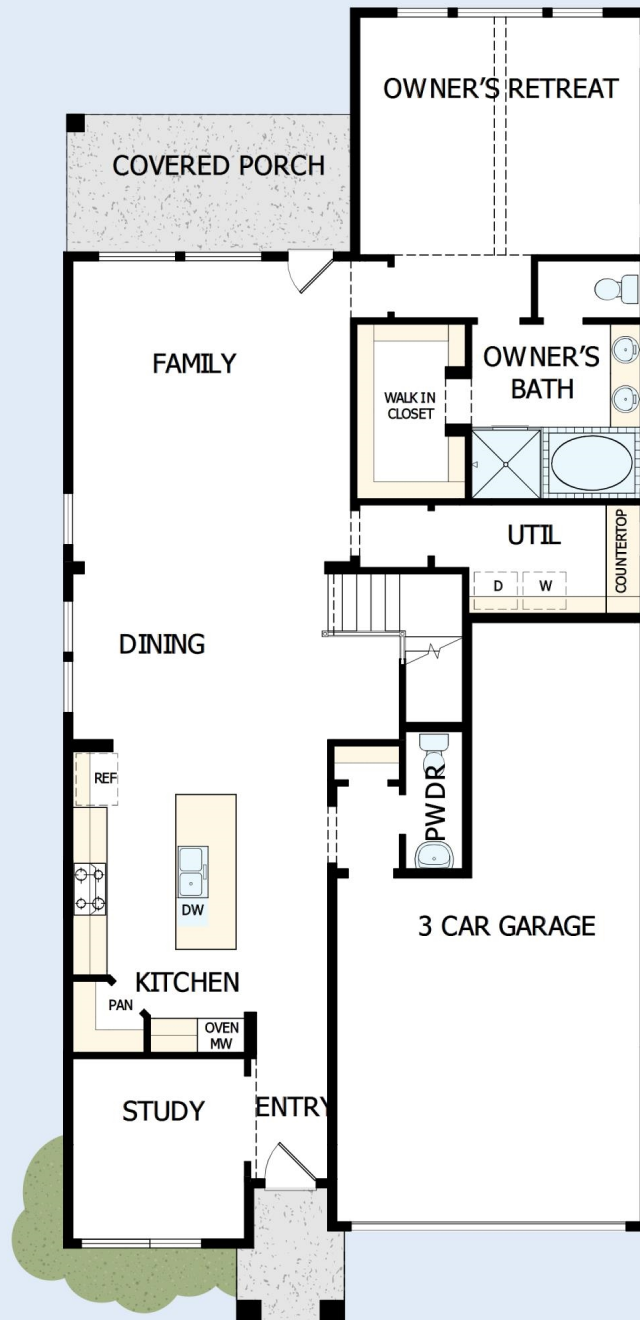 OWNER'S RETREAT
COVERED PORCH
FAMILY
OWNER'S
BATH
WALK IN
CLOSET
UTIL
COUNTERTOP
D
W
DINING
REF
PWDR
DW
3 CAR GARAGE
KITCHEN
PAN
OVEN
MW
STUDY
ENTRY